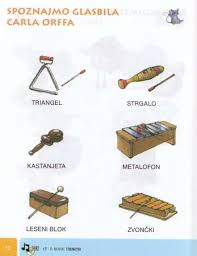 SPOZNAJMO GLASBILA
CARLA ORFFA
TRIANGEL
STRGALO
KASTANJETA
METALOFON
LESENI BLOK
ZVONČKI